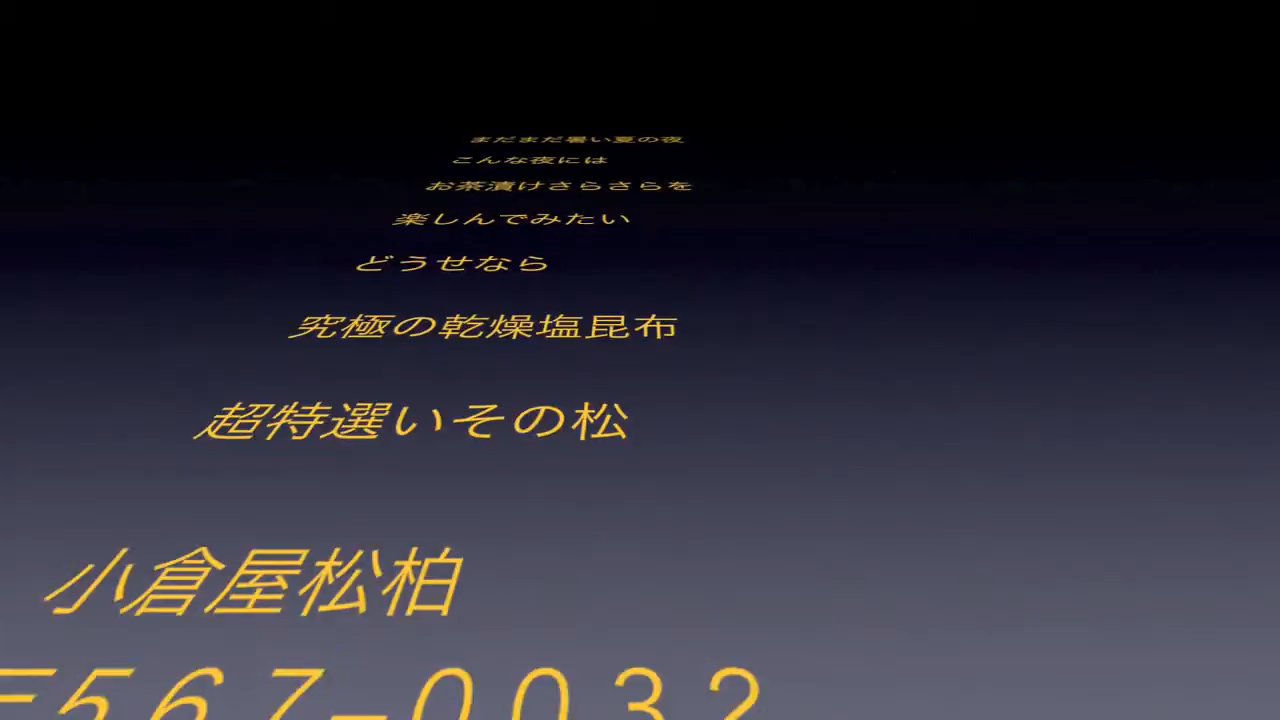 まだまだ暑い夏の夜
こんな夜には
お茶漬けさらさらを
楽しんでみたい
どうせなら
究極の乾燥塩昆布
超特選いその松
小倉屋松柏
〒567-0032